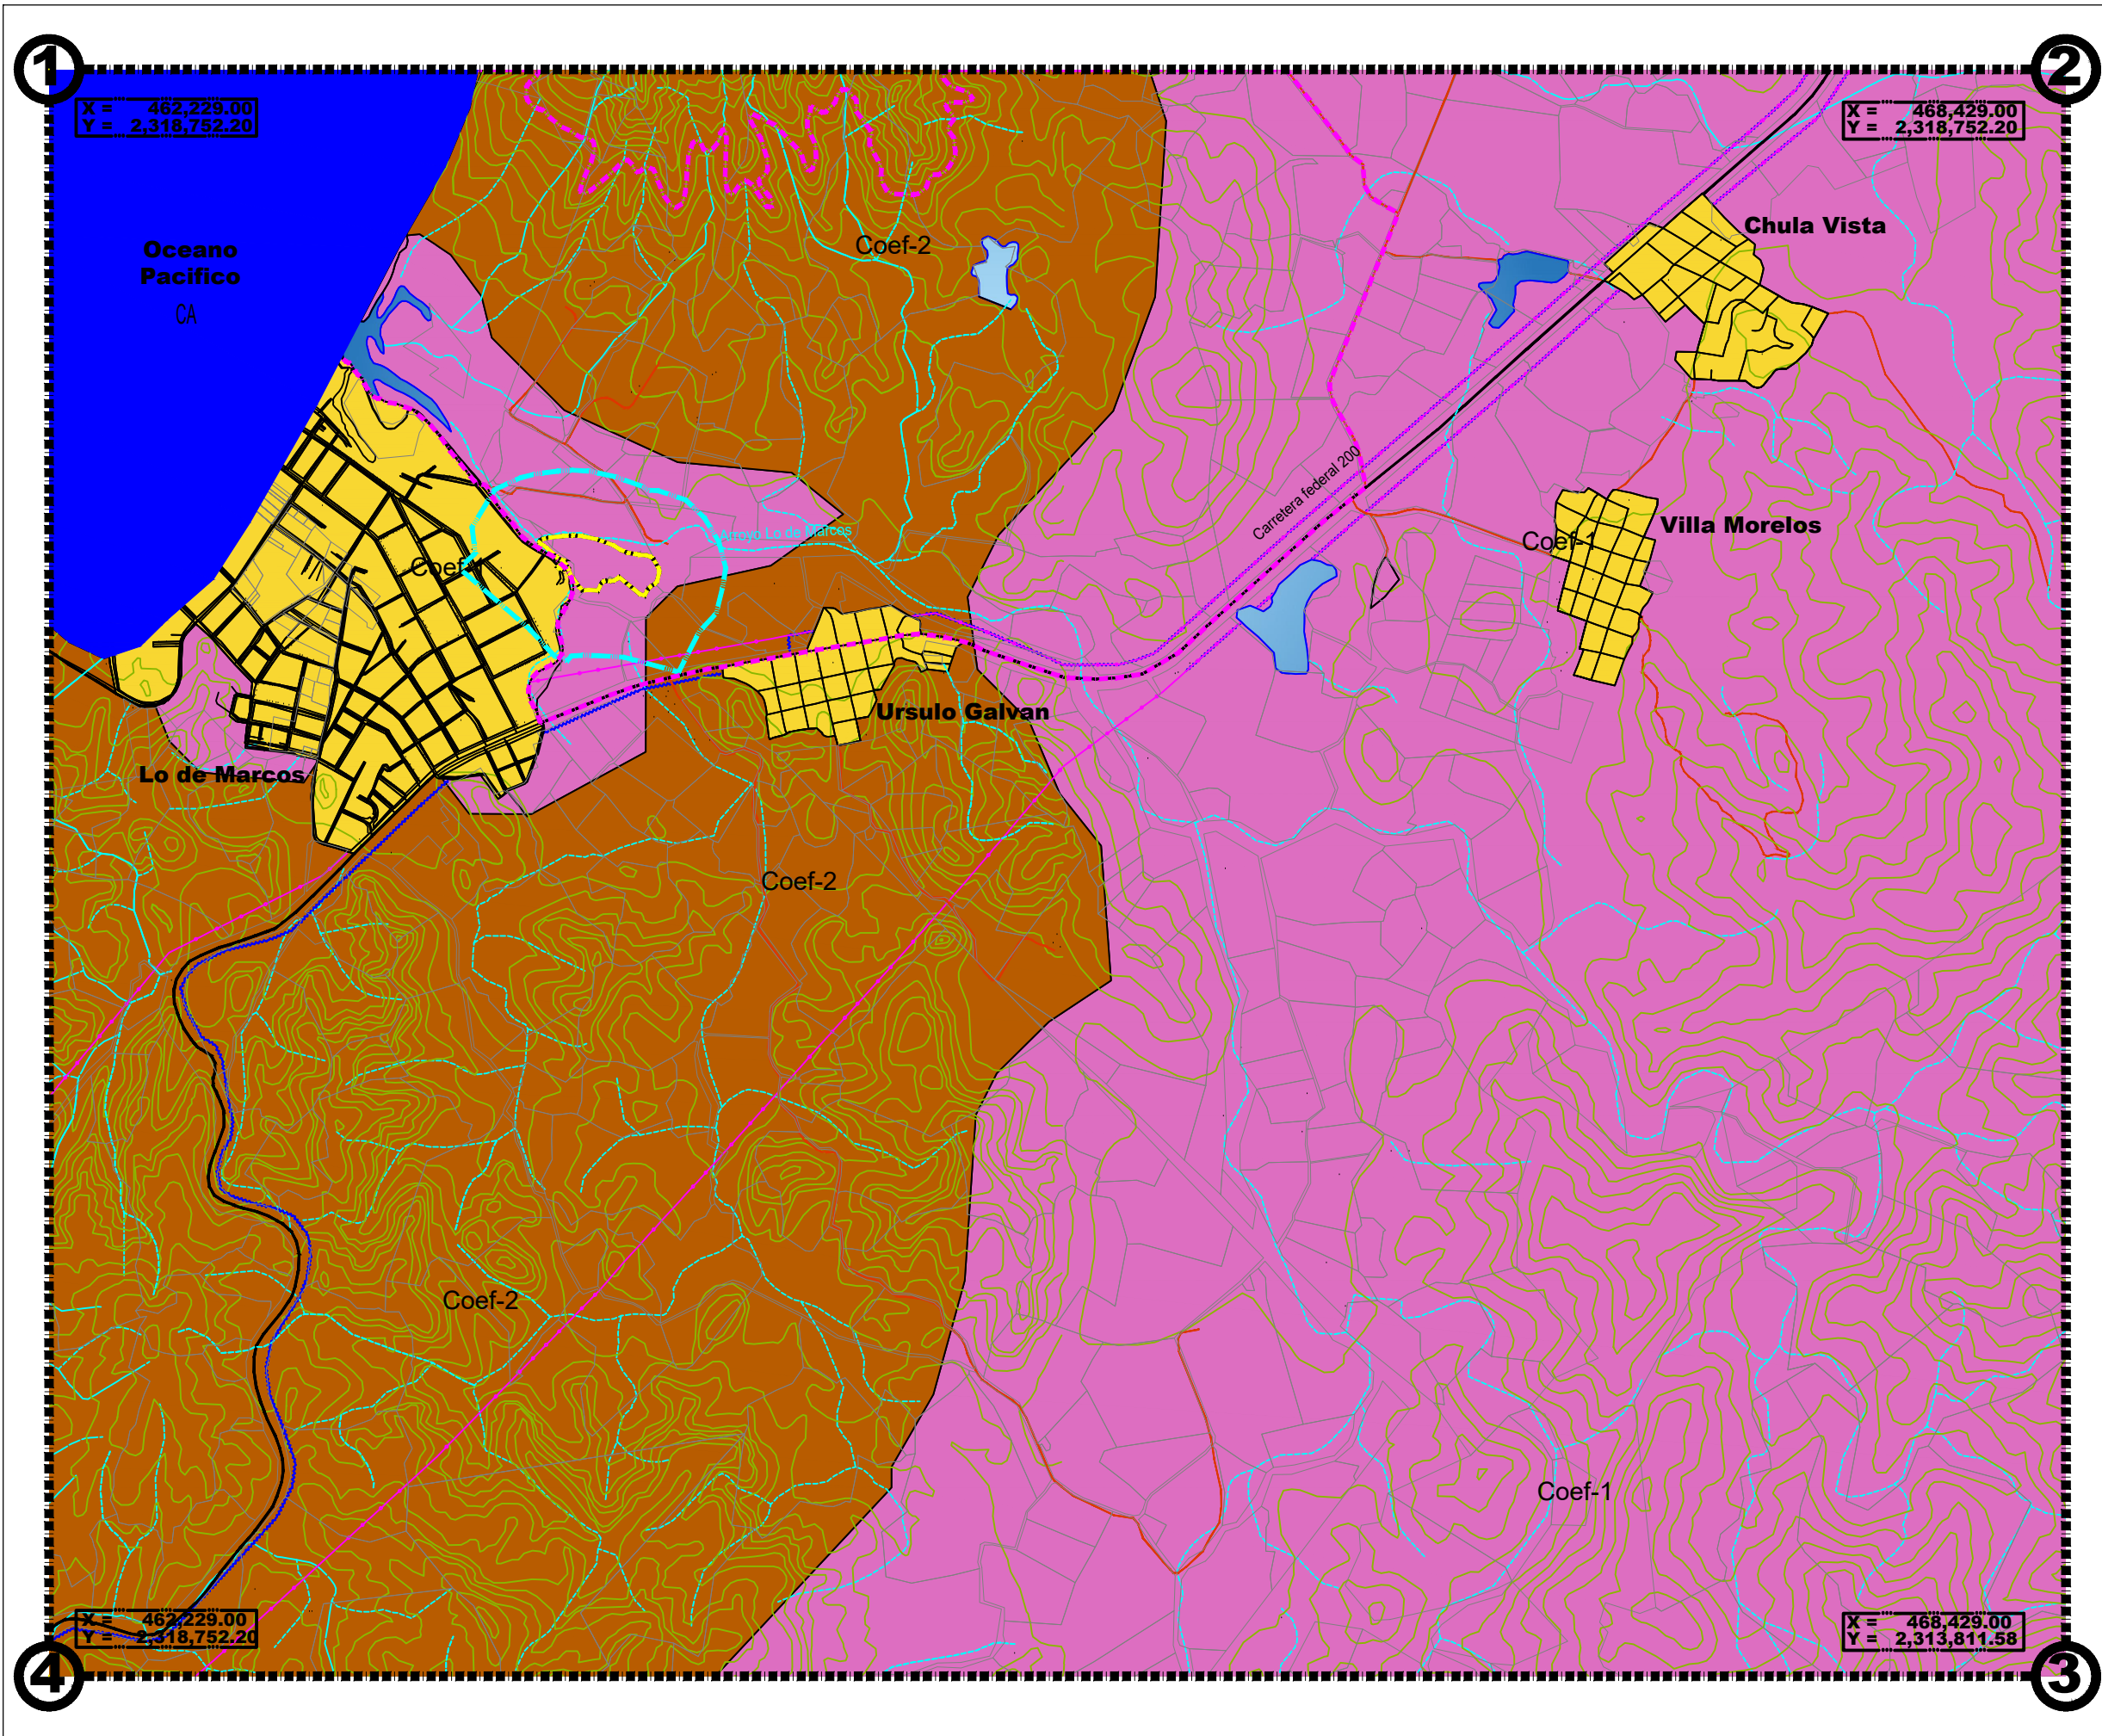 1
2
X = 462,229.00
Y = 2,318,752.20
X = 468,429.00
Y = 2,318,752.20
Chula Vista
Oceano
Pacifico
CA
Coef-2
Carretera federal 200
Villa Morelos
Coef-1
Arroyo Lo de Marcos
Coef-1
Ursulo Galvan
Lo de Marcos
Coef-2
Coef-2
Coef-1
X = 462,229.00
Y = 2,318,752.20
X = 468,429.00
Y = 2,313,811.58
4
3